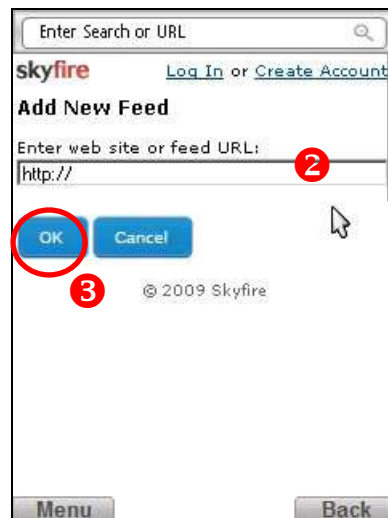 Enter Search or URL
skyfire Log In or Create Account
Add New Feed
Enter web site or feed URL:
http://
2
OK Cancel
3
© 2009 Skyfire
Menu Back